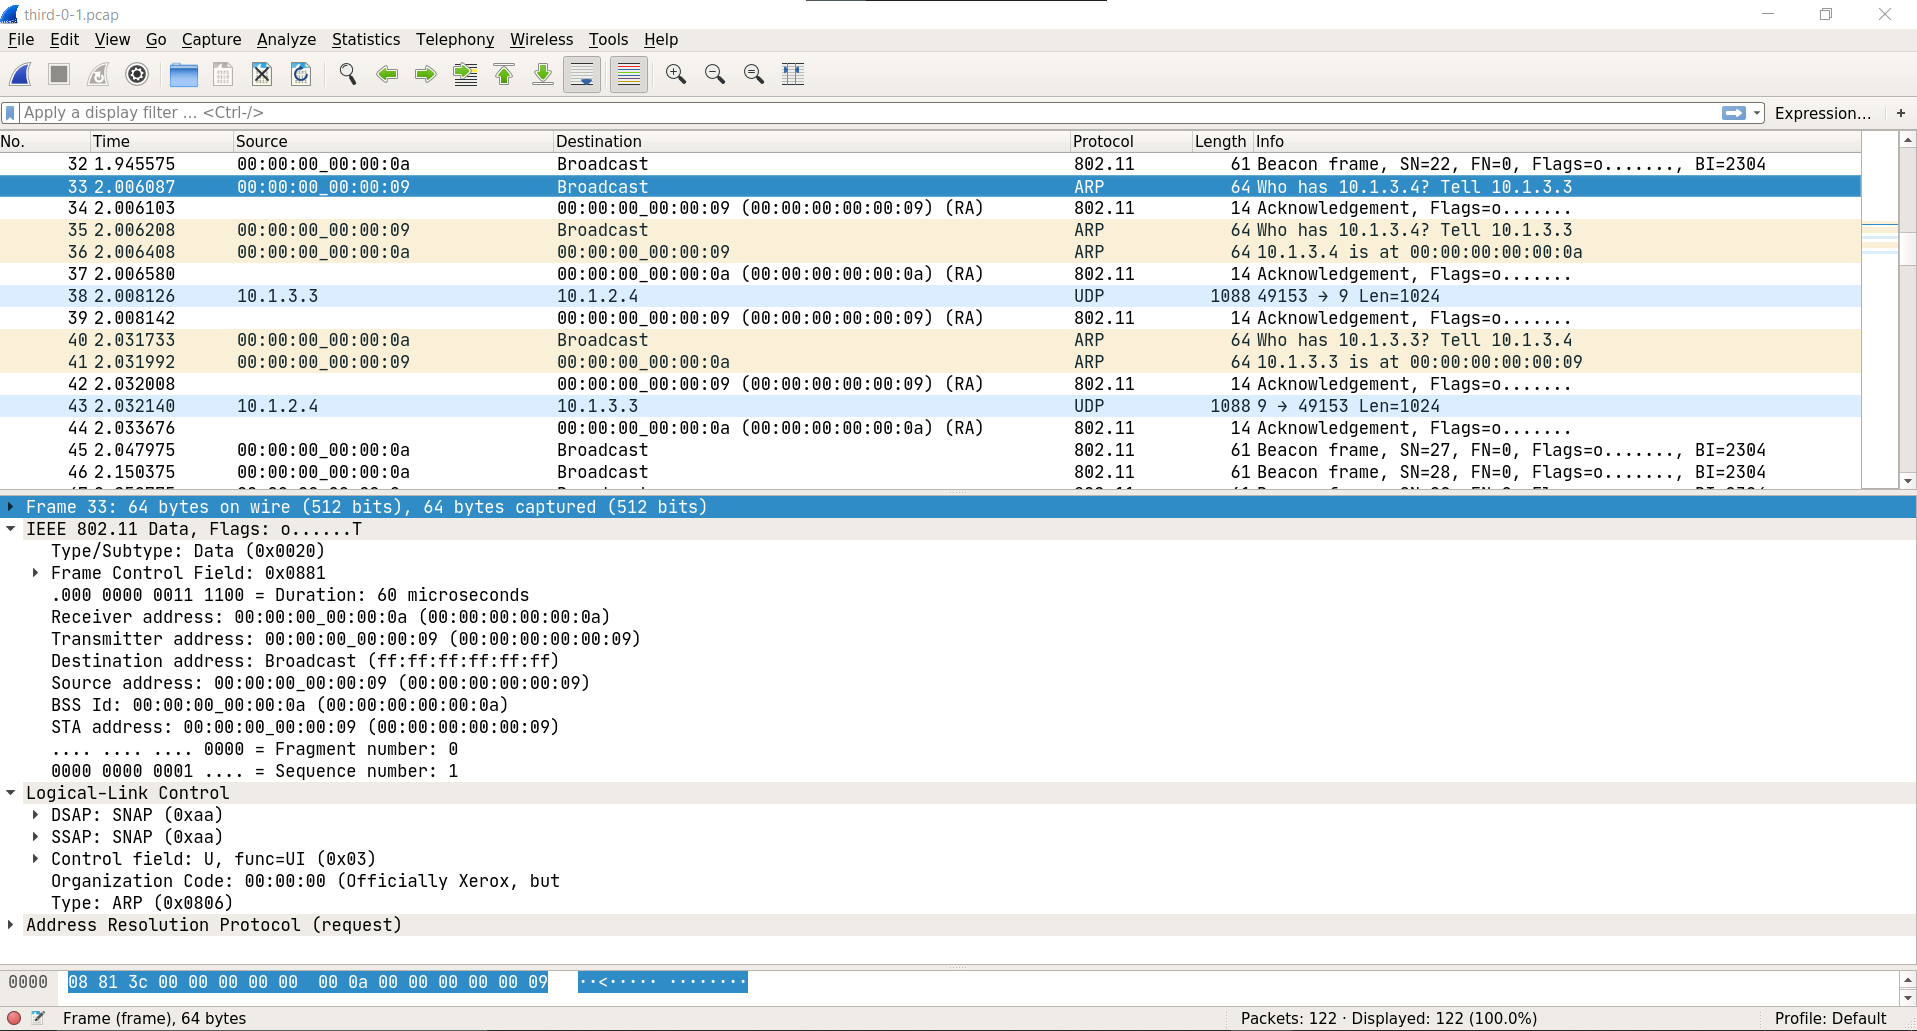 third-0-1.pcap
File Edit View Go Capture Analyze Statistics Telephony Wireless Tools Help
Apply a display filter ... <Ctrl-/> Expression… +
No. Time Source Destination Protocol Length Info
32 1.945575 00:00:00_00:00:0a Broadcast 802.11 61 Beacon frame, SN=22, FN=0, Flags=o......., BI=2304
33 2.006087 00:00:00_00:00:09 Broadcast ARP 64 Who has 10.1.3.4? Tell 10.1.3.3
34 2.006103 00:00:00_00:00:09 (00:00:00:00:00:09) (RA) 802.11 14 Acknowledgement, Flags=o.......
35 2.006208 00:00:00_00:00:09 Broadcast ARP 64 Who has 10.1.3.4? Tell 10.1.3.3
36 2.006408 00:00:00_00:00:0a 00:00:00_00:00:09 ARP 64 10.1.3.4 is at 00:00:00:00:00:0a
37 2.006580 00:00:00_00:00:0a (00:00:00:00:00:0a) (RA) 802.11 14 Acknowledgement, Flags=o.......
38 2.008126 10.1.3.3 10.1.2.4 UDP 1088 49153 → 9 Len=1024
39 2.008142 00:00:00_00:00:09 (00:00:00:00:00:09) (RA) 802.11 14 Acknowledgement, Flags=o.......
40 2.031733 00:00:00_00:00:0a Broadcast ARP 64 Who has 10.1.3.3? Tell 10.1.3.4
41 2.031992 00:00:00_00:00:09 00:00:00_00:00:0a ARP 64 10.1.3.3 is at 00:00:00:00:00:09
42 2.032008 00:00:00_00:00:09 (00:00:00:00:00:09) (RA) 802.11 14 Acknowledgement, Flags=o.......
43 2.032140 10.1.2.4 10.1.3.3 UDP 1088 9 → 49153 Len=1024
44 2.033676 00:00:00_00:00:0a (00:00:00:00:00:0a) (RA) 802.11 14 Acknowledgement, Flags=o.......
45 2.047975 00:00:00_00:00:0a Broadcast 802.11 61 Beacon frame, SN=27, FN=0, Flags=o......., BI=2304
46 2.150375 00:00:00_00:00:0a Broadcast 802.11 61 Beacon frame, SN=28, FN=0, Flags=o......., BI=2304
Frame 33: 64 bytes on wire (512 bits), 64 bytes captured (512 bits)
IEEE 802.11 Data, Flags: o......T
Type/Subtype: Data (0x0020)
Frame Control Field: 0x0881
.000 0000 0011 1100 = Duration: 60 microseconds
Receiver address: 00:00:00_00:00:0a (00:00:00:00:00:0a)
Transmitter address: 00:00:00_00:00:09 (00:00:00:00:00:09)
Destination address: Broadcast (ff:ff:ff:ff:ff:ff)
Source address: 00:00:00_00:00:09 (00:00:00:00:00:09)
BSS Id: 00:00:00_00:00:0a (00:00:00:00:00:0a)
STA address: 00:00:00_00:00:09 (00:00:00:00:00:09)
.... .... .... 0000 = Fragment number: 0
0000 0000 0001 .... = Sequence number: 1
Logical-Link Control
DSAP: SNAP (0xaa)
SSAP: SNAP (0xaa)
Control field: U, func=UI (0x03)
Organization Code: 00:00:00 (Officially Xerox, but
Type: ARP (0x0806)
Address Resolution Protocol (request)
0000 08 81 3c 00 00 00 00 00 00 0a 00 00 00 00 00 09 ··<····· ········
Frame (frame), 64 bytes Packets: 122 · Displayed: 122 (100.0%) Profile: Default